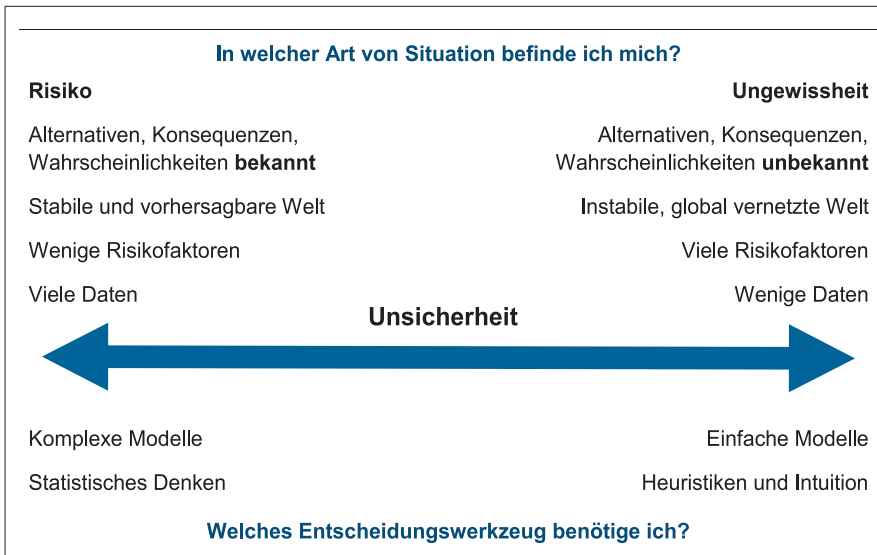 In welcher Art von Situation befinde ich mich?
Risiko
Ungewissheit
Alternativen, Konsequenzen,
Wahrscheinlichkeiten bekannt
Alternativen, Konsequenzen,
Wahrscheinlichkeiten unbekannt
Stabile und vorhersagbare Welt
Instabile, global vernetzte Welt
Wenige Risikofaktoren
Viele Risikofaktoren
Viele Daten
Wenige Daten
Unsicherheit
Komplexe Modelle
Einfache Modelle
Statistisches Denken
Heuristiken und Intuition
Welches Entscheidungswerkzeug benötige ich?